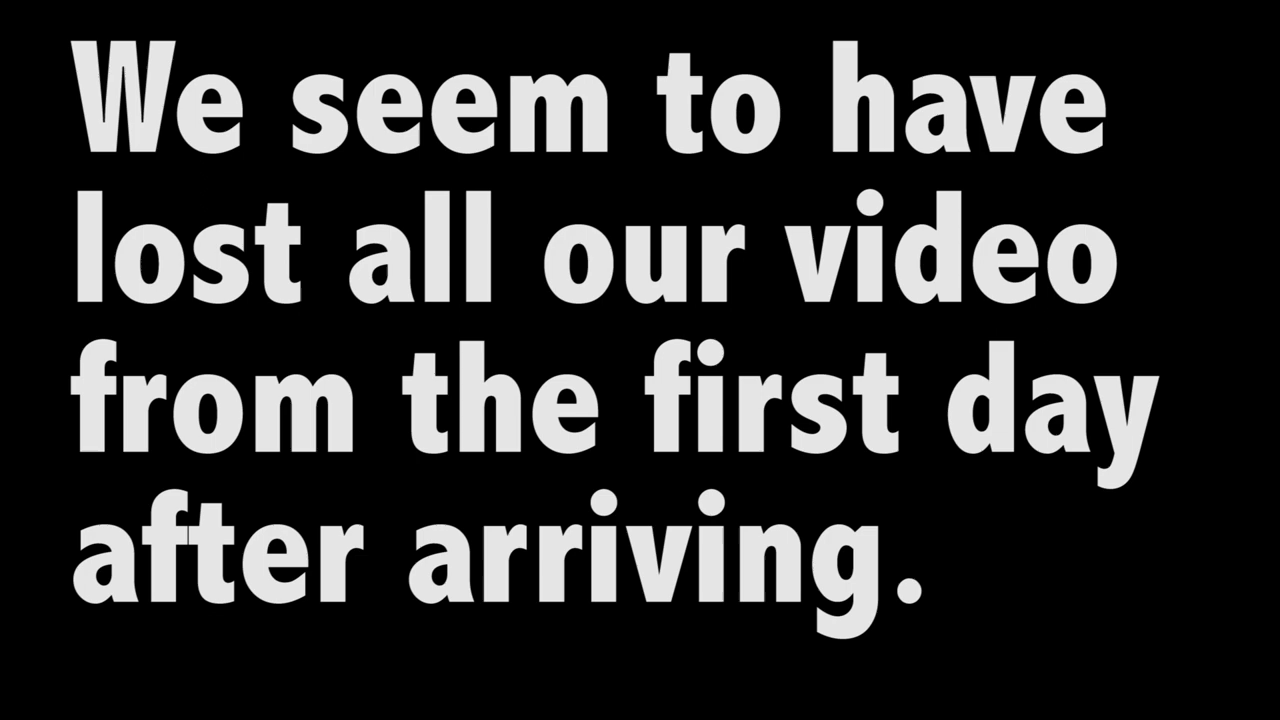 We seem to have
lost all our video
from the first day
after arriving.